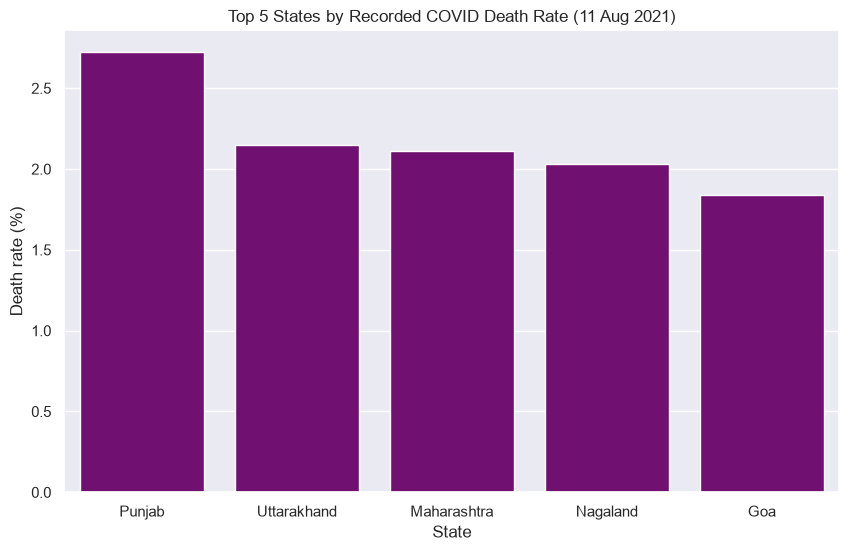 Top 5 States by Recorded COVID Death Rate (11 Aug 2021)
Death rate (%)
2.5
2.0
1.5
1.0
0.5
0.0
Punjab Uttarakhand Maharashtra Nagaland Goa
State